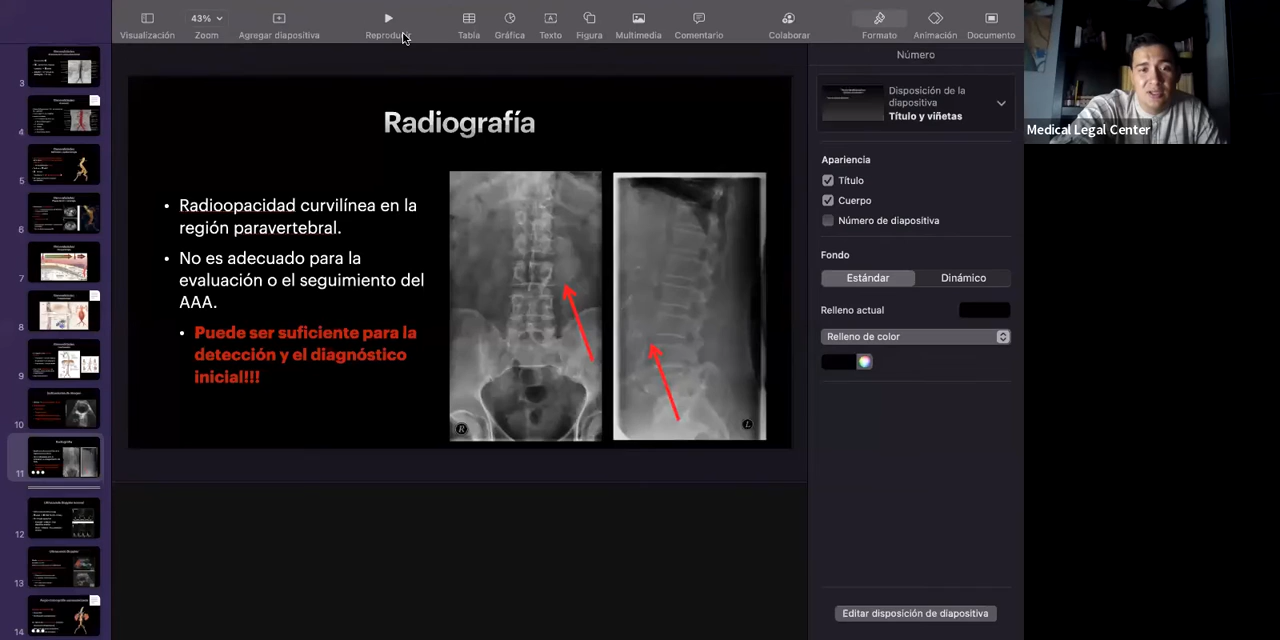 43%
Visualización
Zoom
Agregar diapositiva
Reproducir
Tabla
Gráfica
Texto
Figura
Multimedia
Comentario
Colaborar
Formato
Animación
Documento
Número
Disposición de la
diapositiva
Título y viñetas
Apariencia
Título
Cuerpo
Número de diapositiva
Fondo
Estándar
Dinámico
Relleno actual
Relleno de color
Editar disposición de diapositiva
Medical Legal Center
Radiografía
• Radioopacidad curvilínea en la
región paravertebral.
• No es adecuado para la
evaluación o el seguimiento del
AAA.
• Puede ser suficiente para la
detección y el diagnóstico
inicial!!!
R
L
3
4
5
6
7
8
9
10
11
12
13
14